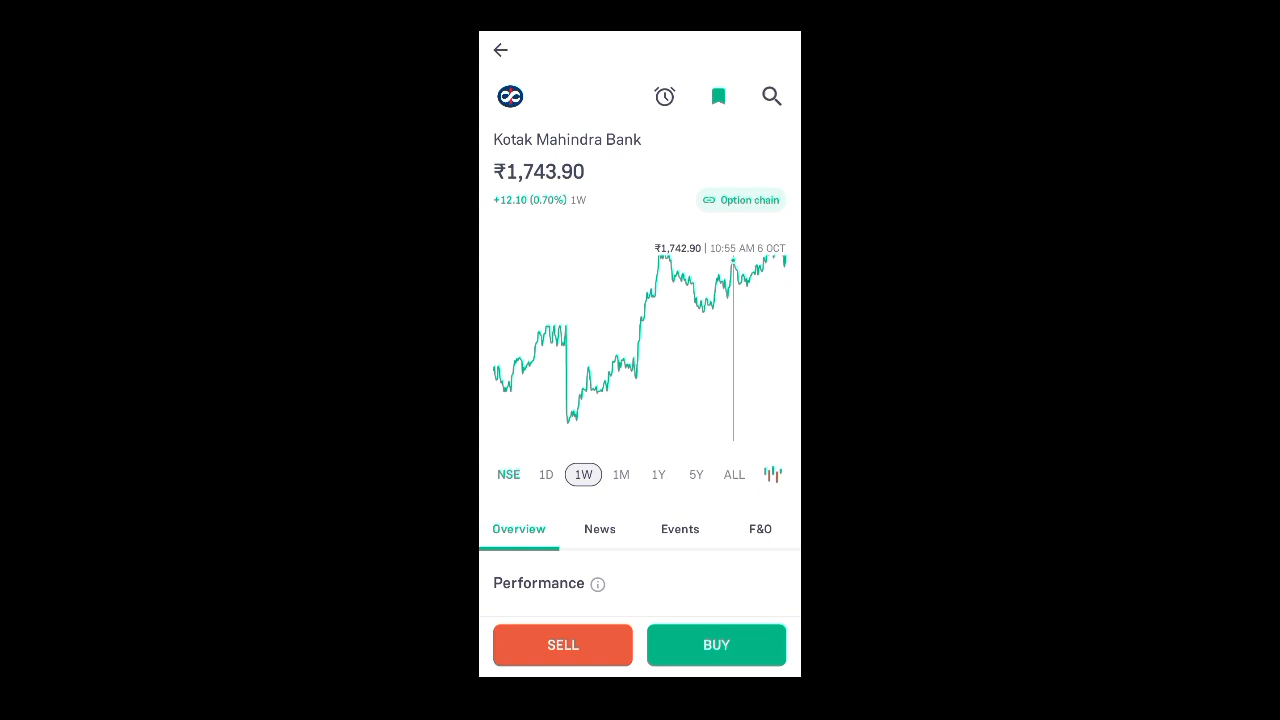 Kotak Mahindra Bank
₹1,743.90
+12.10 (0.70%) 1W
Option chain
₹1,742.90 | 10:55 AM 6 OCT
NSE 1D 1W 1M 1Y 5Y ALL
Overview News Events F&O
Performance
SELL BUY